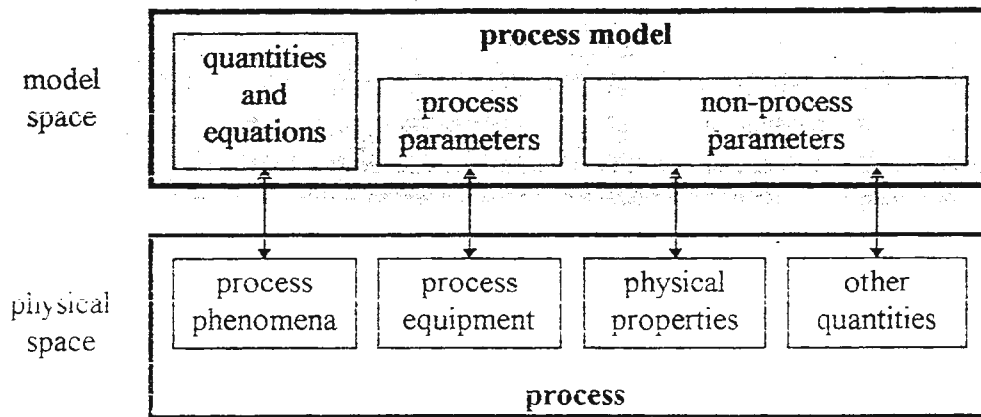 process model
model
space
quantities
and
equations
process
parameters
non-process
parameters
physical
space
process
phenomena
process
equipment
physical
properties
other
quantities
process